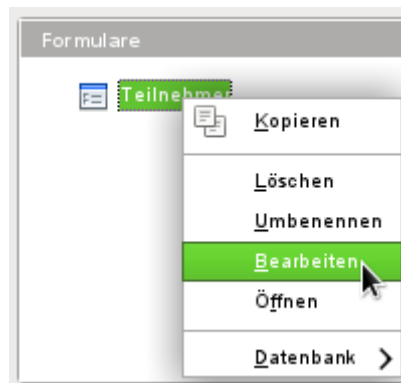 Formulare
Teilnehmer
Kopieren
Löschen
Umbenennen
Bearbeiten
Öffnen
Datenbank